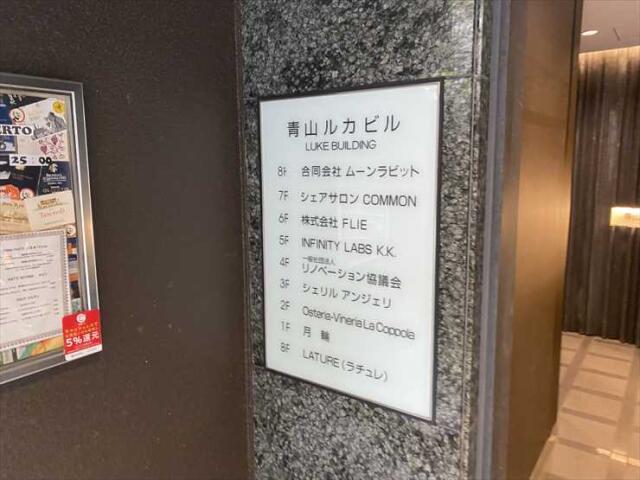 青山ルカビル
LUKE BUILDING
8F 合同会社 ムーンラビット
7F シェアサロン COMMON
6F 株式会社 FLIE
5F INFINITY LABS K.K.
一般社団法人
4F リノベーション協議会
3F シェリル アンジェリ
2F Osteria-Vineria La Coppola
1F 月輪
BF LATURE (ラチュレ)
ERTO
25:00
5%還元